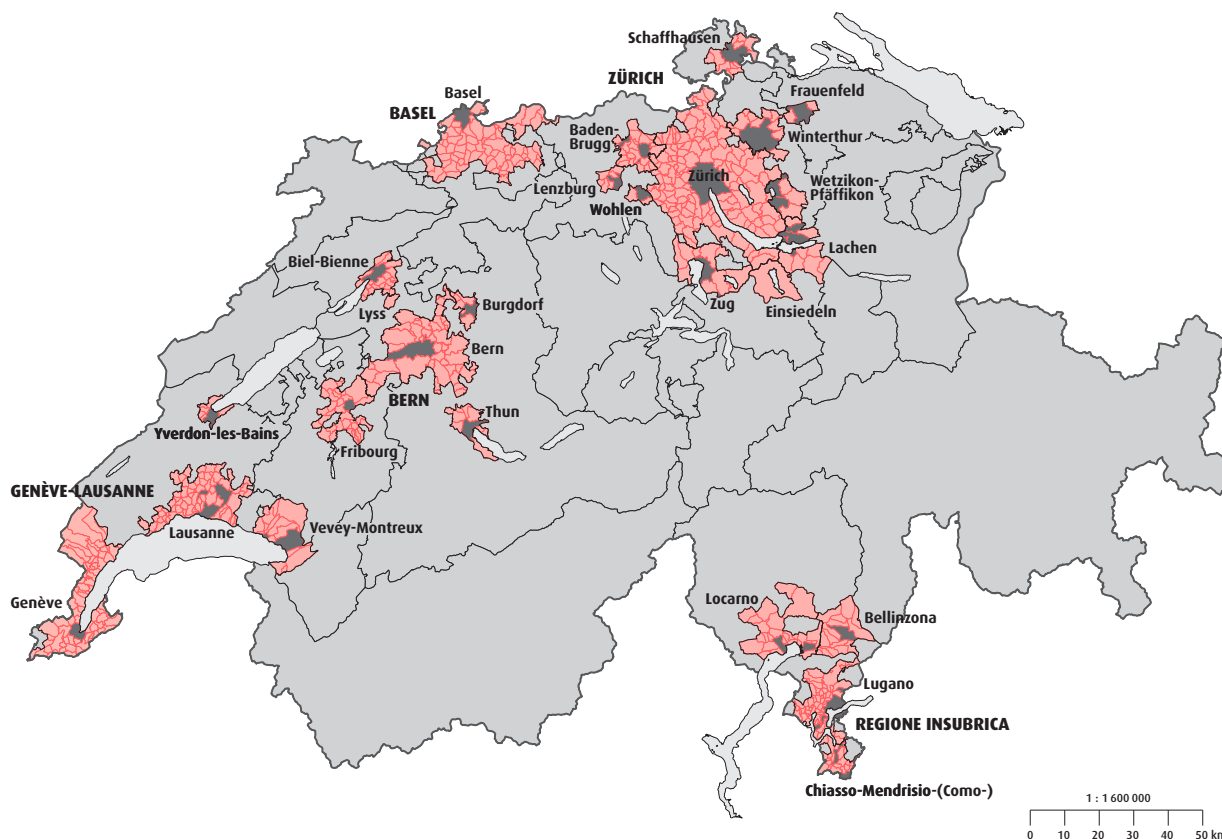 Schaffhausen
ZÜRICH
Basel
BASEL
Frauenfeld
Baden-
Brugg
Winterthur
Zürich
Lenzburg
Wetzikon-
Pfäffikon
Wohlen
Lachen
Biel-Bienne
Zug
Lyss
Burgdorf
Einsiedeln
Bern
BERN
Thun
Yverdon-les-Bains
Fribourg
GENÈVE-LAUSANNE
Lausanne
Vevey-Montreux
Genève
Locarno
Bellinzona
Lugano
REGIONE INSUBRICA
Chiasso-Mendrisio-(Como-)
1 : 1 600 000
0 10 20 30 40 50 km